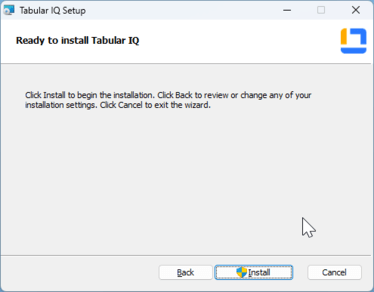 Tabular IQ Setup
Ready to install Tabular IQ
Click Install to begin the installation. Click Back to review or change any of your
installation settings. Click Cancel to exit the wizard.
Back Install Cancel